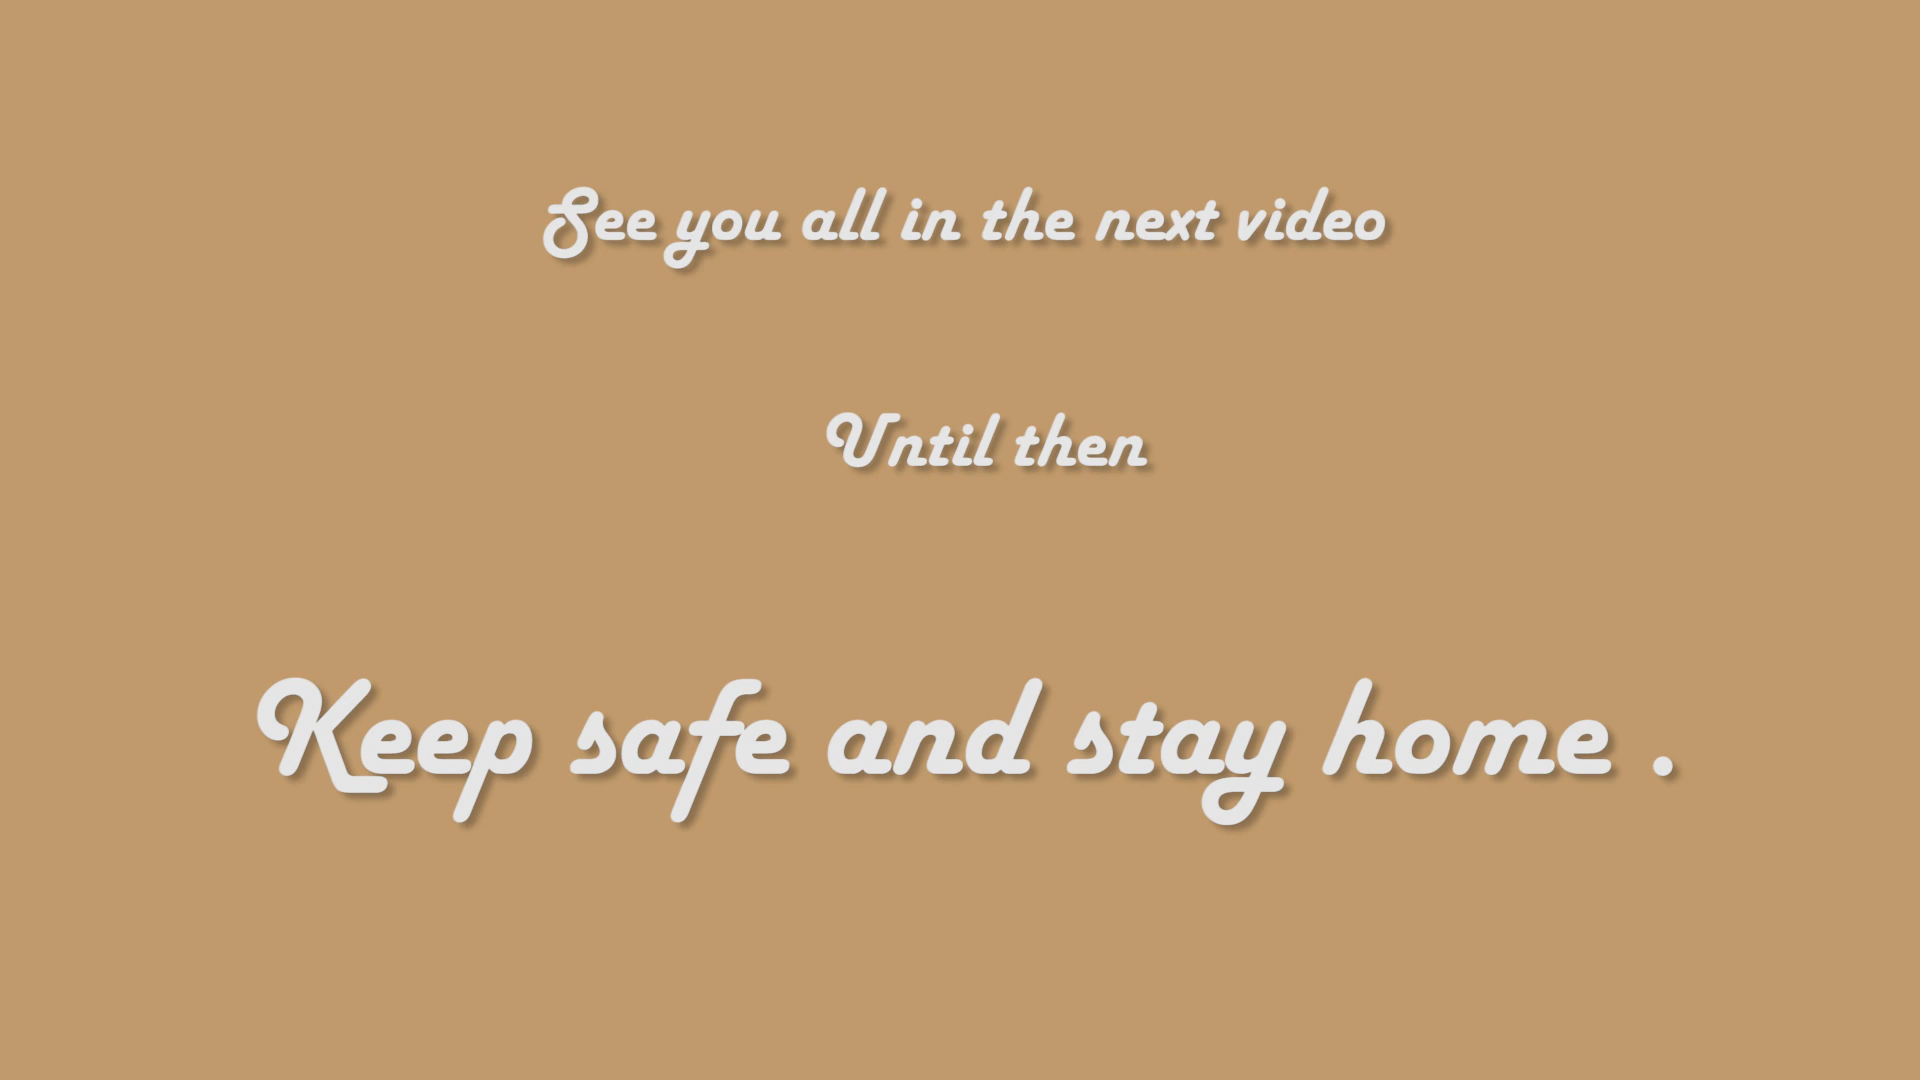 See you all in the next video
Until then
Keep safe and stay home .